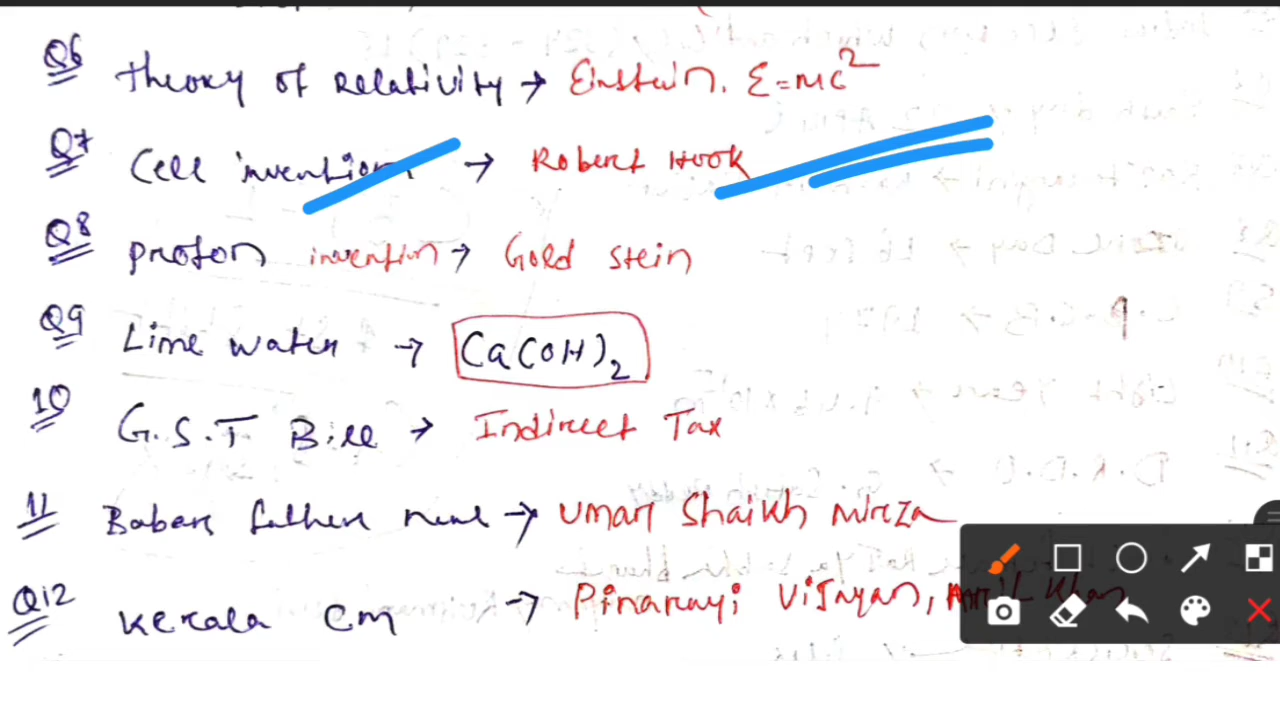 Q6 Theory of Relativity → Einstein. E=mc²
Q7 Cell invention → Robert Hook
Q8 Proton invention → Gold stein
Q9 Lime water → Ca(OH)₂
10 G.S.T Bill → Indirect Tax
11 Babar father name → Umar Shaikh Mirza
Q12 Kerala Cm → Pinarayi Vijayan, Khan